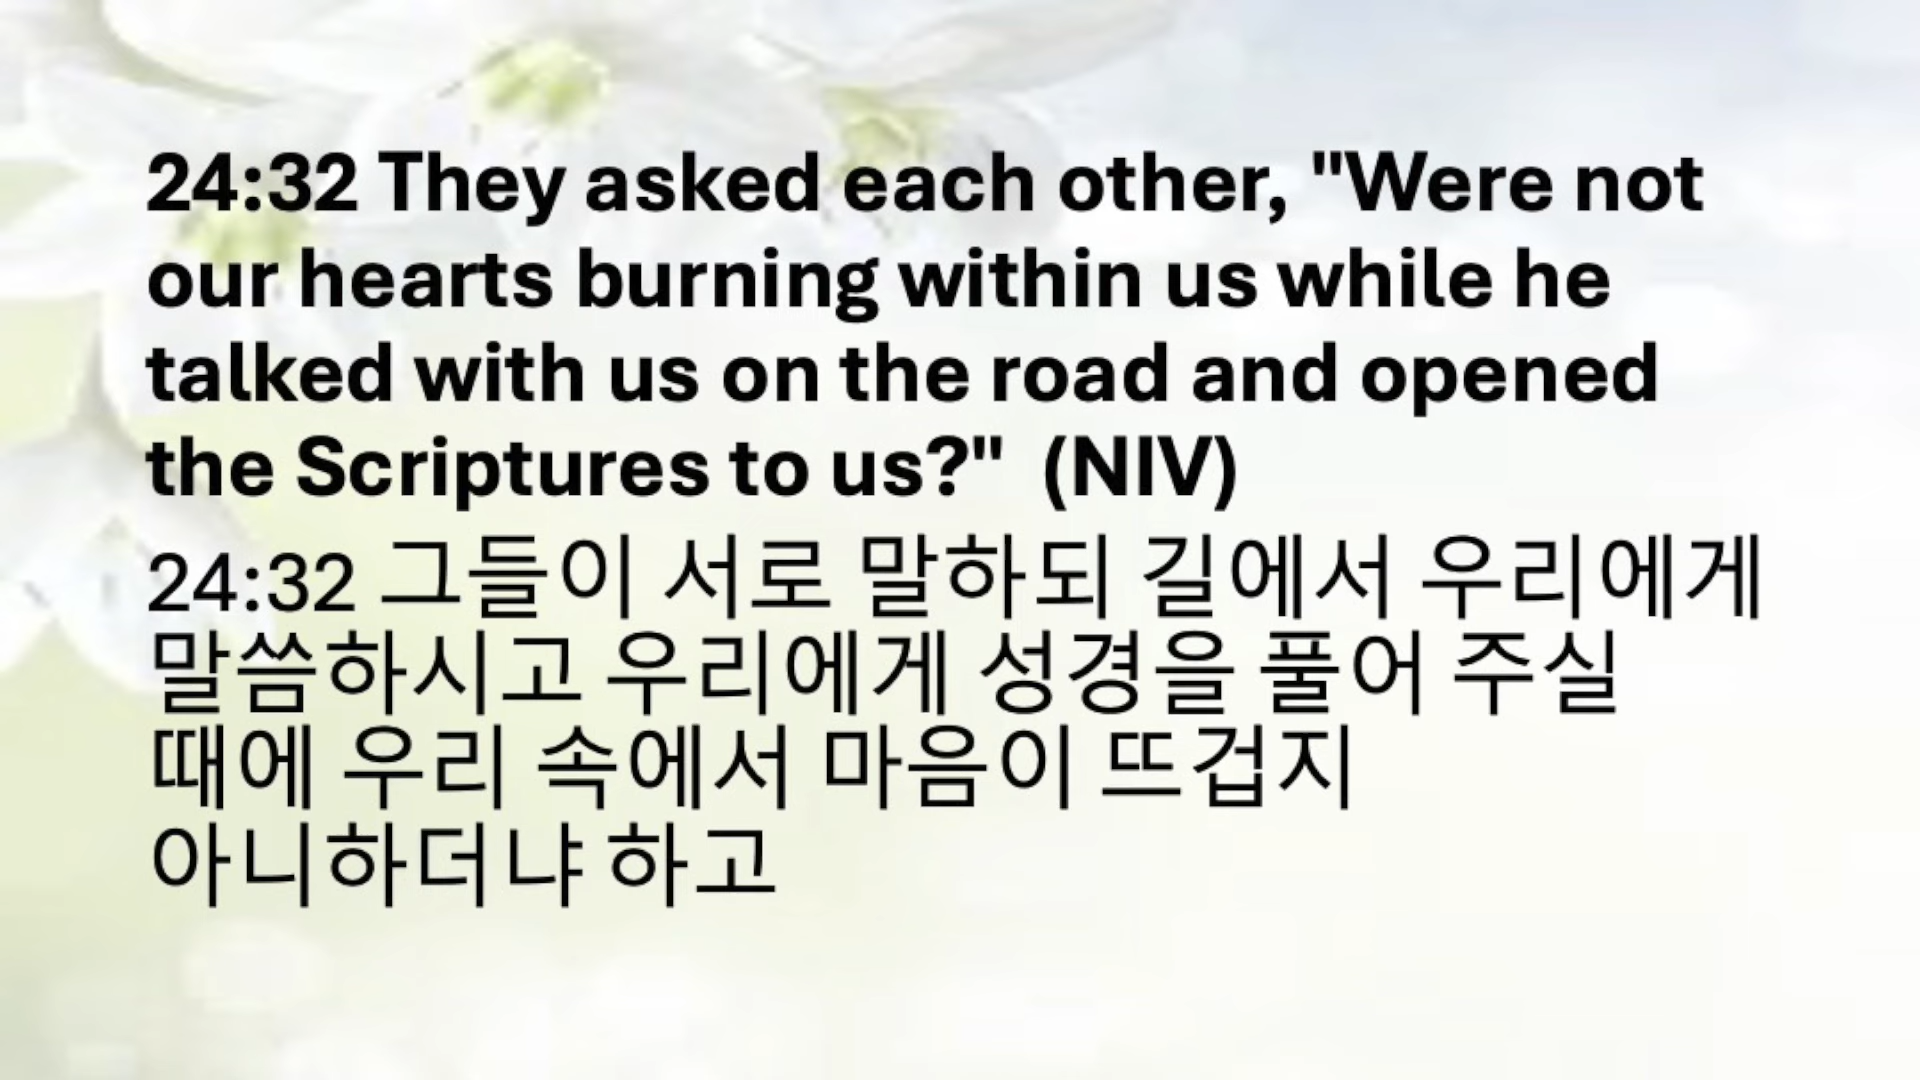 24:32 They asked each other, "Were not
our hearts burning within us while he
talked with us on the road and opened
the Scriptures to us?"  (NIV)
24:32 그들이 서로 말하되 길에서 우리에게
말씀하시고 우리에게 성경을 풀어 주실
때에 우리 속에서 마음이 뜨겁지
아니하더냐 하고